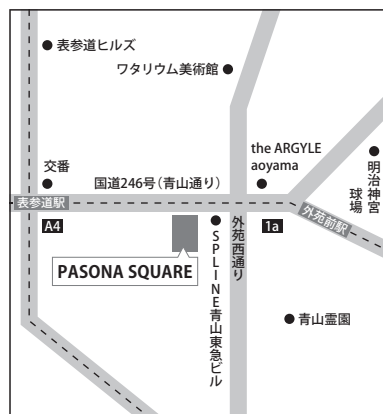 表参道ヒルズ
ワタリウム美術館
交番
国道246号(青山通り)
the ARGYLE
aoyama
明治神宮
球場
表参道駅
外苑前駅
A4
1a
PASONA SQUARE
SPLINE青山東急ビル
外苑西通り
青山霊園